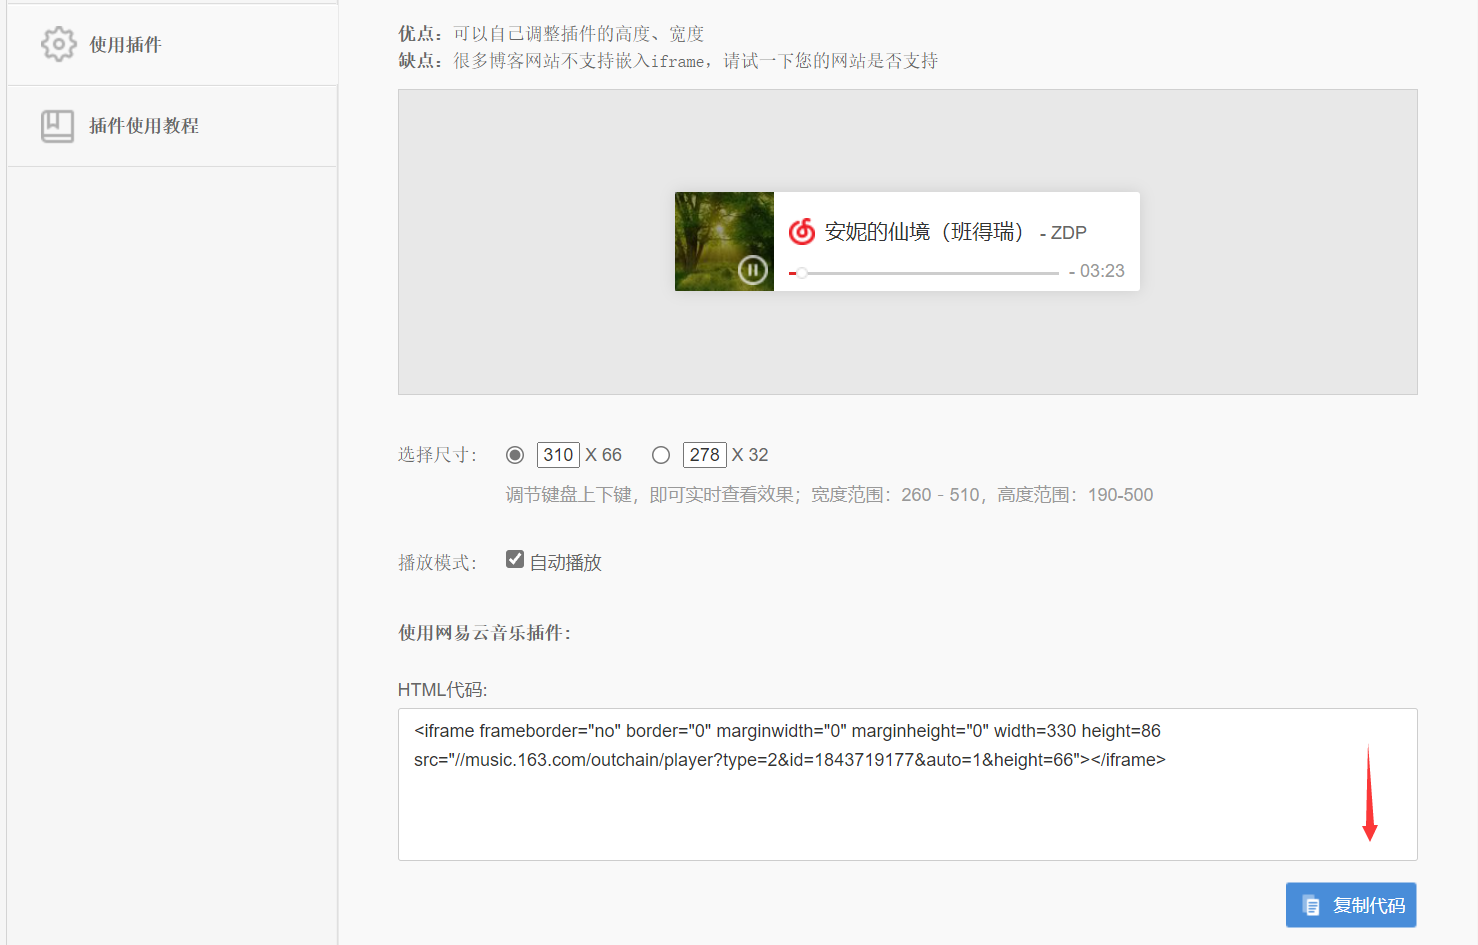 使用插件
插件使用教程
优点：可以自己调整插件的高度、宽度
缺点：很多博客网站不支持嵌入iframe，请试一下您的网站是否支持
安妮的仙境（班得瑞） - ZDP
- 03:23
选择尺寸： 310 X 66 278 X 32
调节键盘上下键，即可实时查看效果；宽度范围：260 - 510，高度范围：190-500
播放模式： 自动播放
使用网易云音乐插件：
HTML代码:
<iframe frameborder="no" border="0" marginwidth="0" marginheight="0" width=330 height=86
src="//music.163.com/outchain/player?type=2&id=1843719177&auto=1&height=66"></iframe>
复制代码